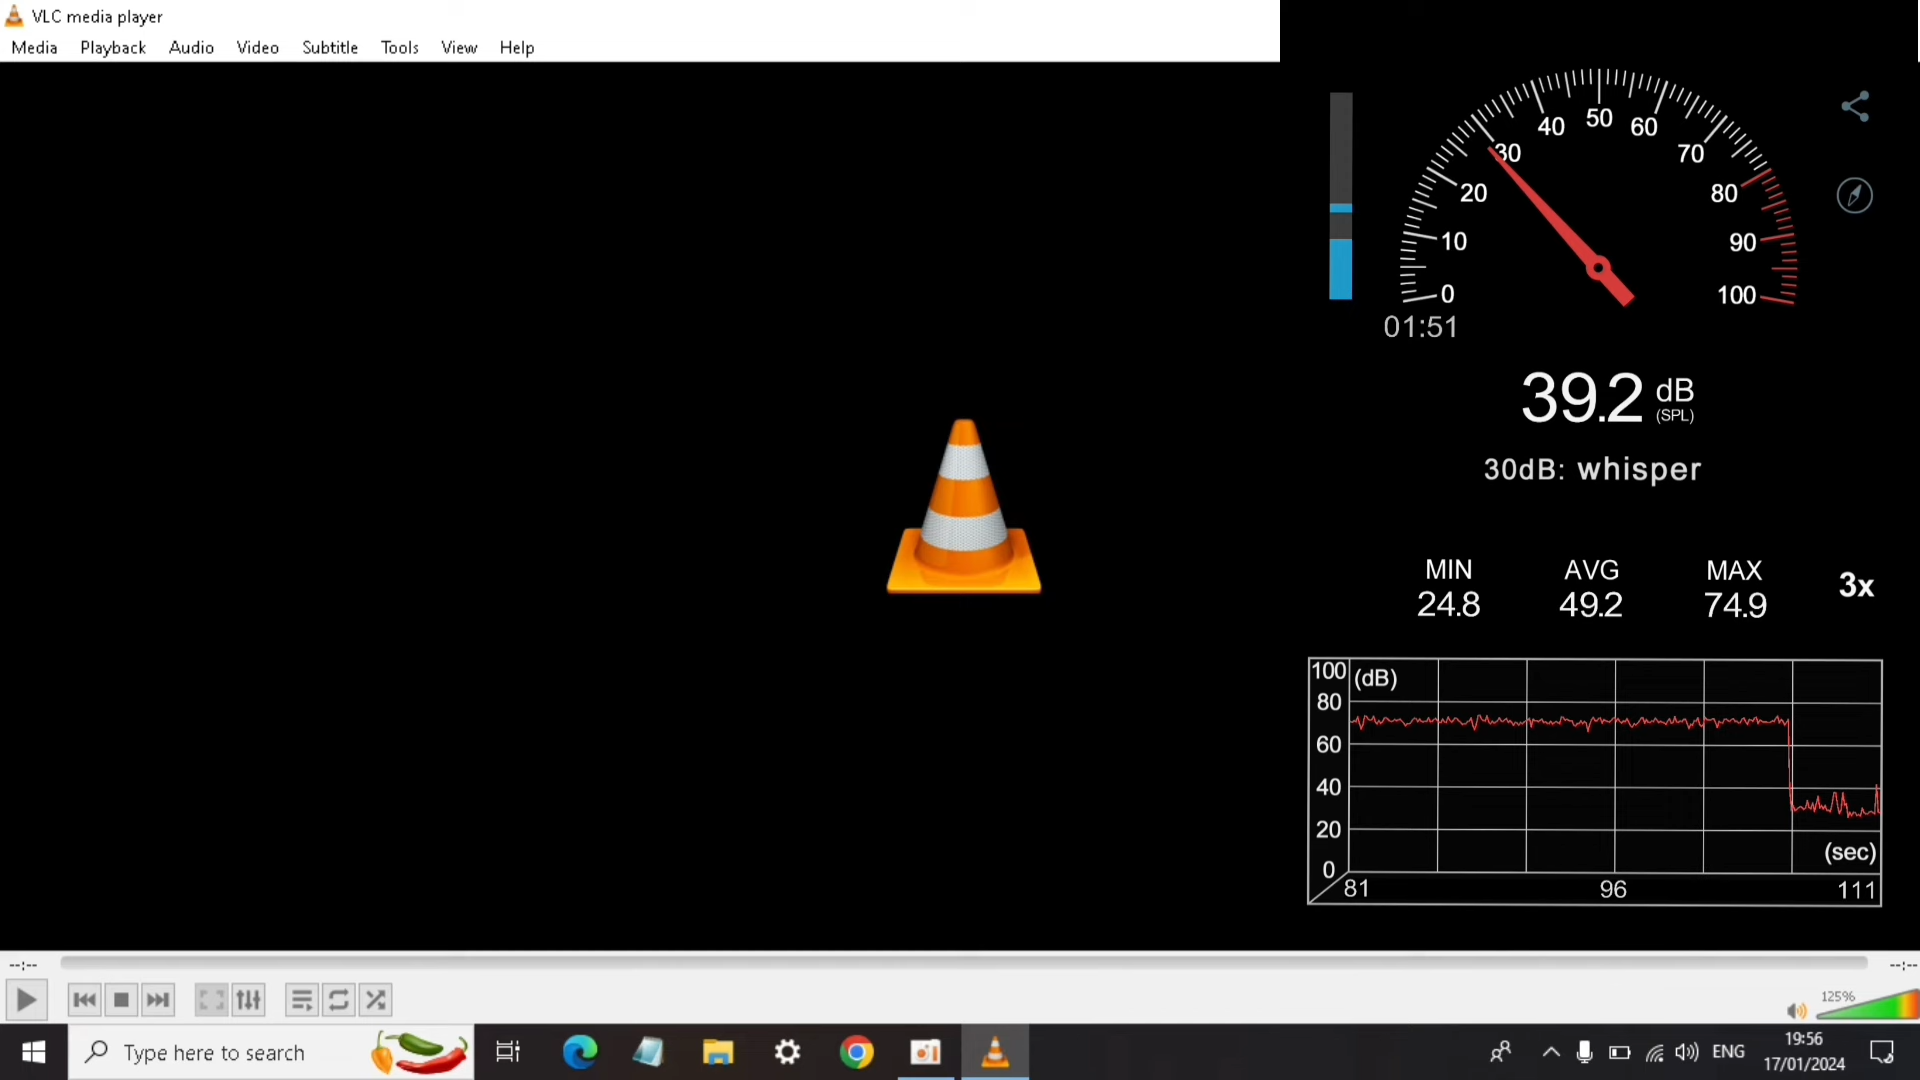 VLC media player
Media Playback Audio Video Subtitle Tools View Help
0 10 20 30 40 50 60 70 80 90 100
01:51
39.2 dB
(SPL)
30dB: whisper
MIN AVG MAX
24.8 49.2 74.9
3x
100 (dB)
80
60
40
20
0
(sec)
81 96 111
--:-- --:--
125%
Type here to search
ENG
19:56
17/01/2024